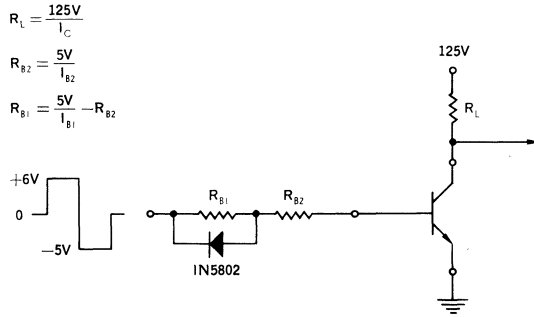 R_L = 125V / I_C
R_B2 = 5V / I_B2
R_B1 = 5V / I_B1 – R_B2
125V
R_L
+6V
0
–5V
R_B1
R_B2
1N5802